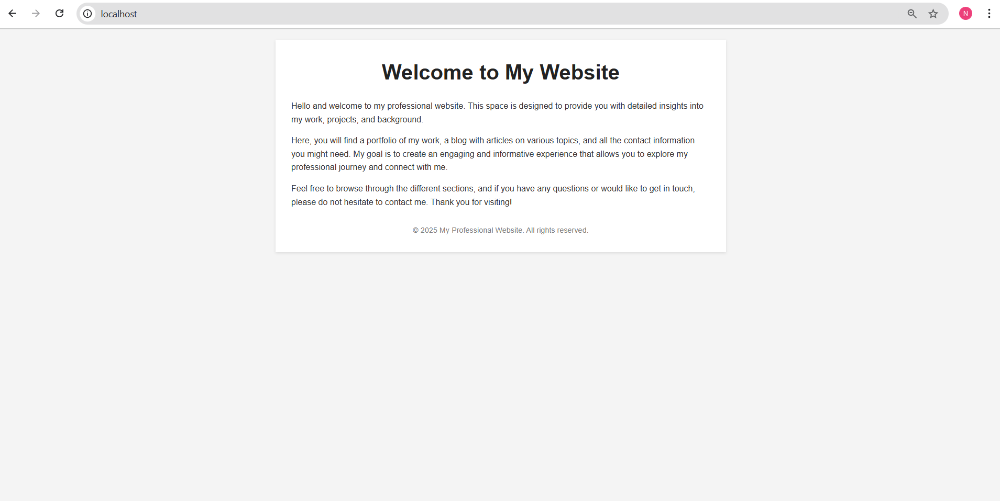 localhost
N
Welcome to My Website
Hello and welcome to my professional website. This space is designed to provide you with detailed insights into
my work, projects, and background.
Here, you will find a portfolio of my work, a blog with articles on various topics, and all the contact information
you might need. My goal is to create an engaging and informative experience that allows you to explore my
professional journey and connect with me.
Feel free to browse through the different sections, and if you have any questions or would like to get in touch,
please do not hesitate to contact me. Thank you for visiting!
© 2025 My Professional Website. All rights reserved.